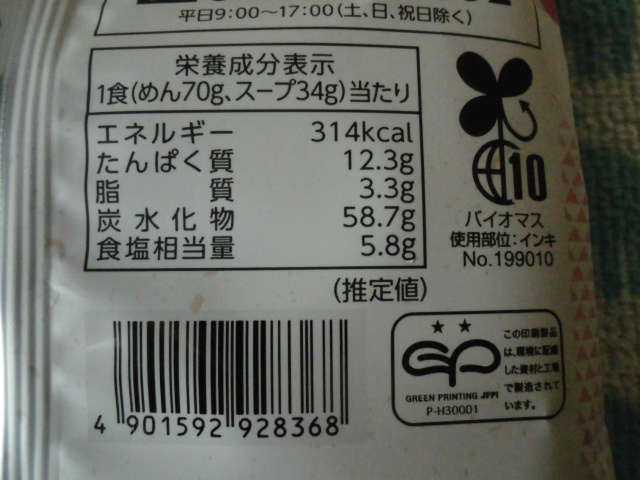 平日9:00〜17:00(土、日、祝日除く)
栄養成分表示
1食(めん70g、スープ34g)当たり
エネルギー 314kcal
たんぱく質 12.3g
脂質 3.3g
炭水化物 58.7g
食塩相当量 5.8g
(推定値)
10
バイオマス
使用部位:インキ
No.199010
4 901592 928368
GP
GREEN PRINTING JFPI
P-H30001
この印刷製品
は、環境に配慮
した資材と工場
で製造されて
います。